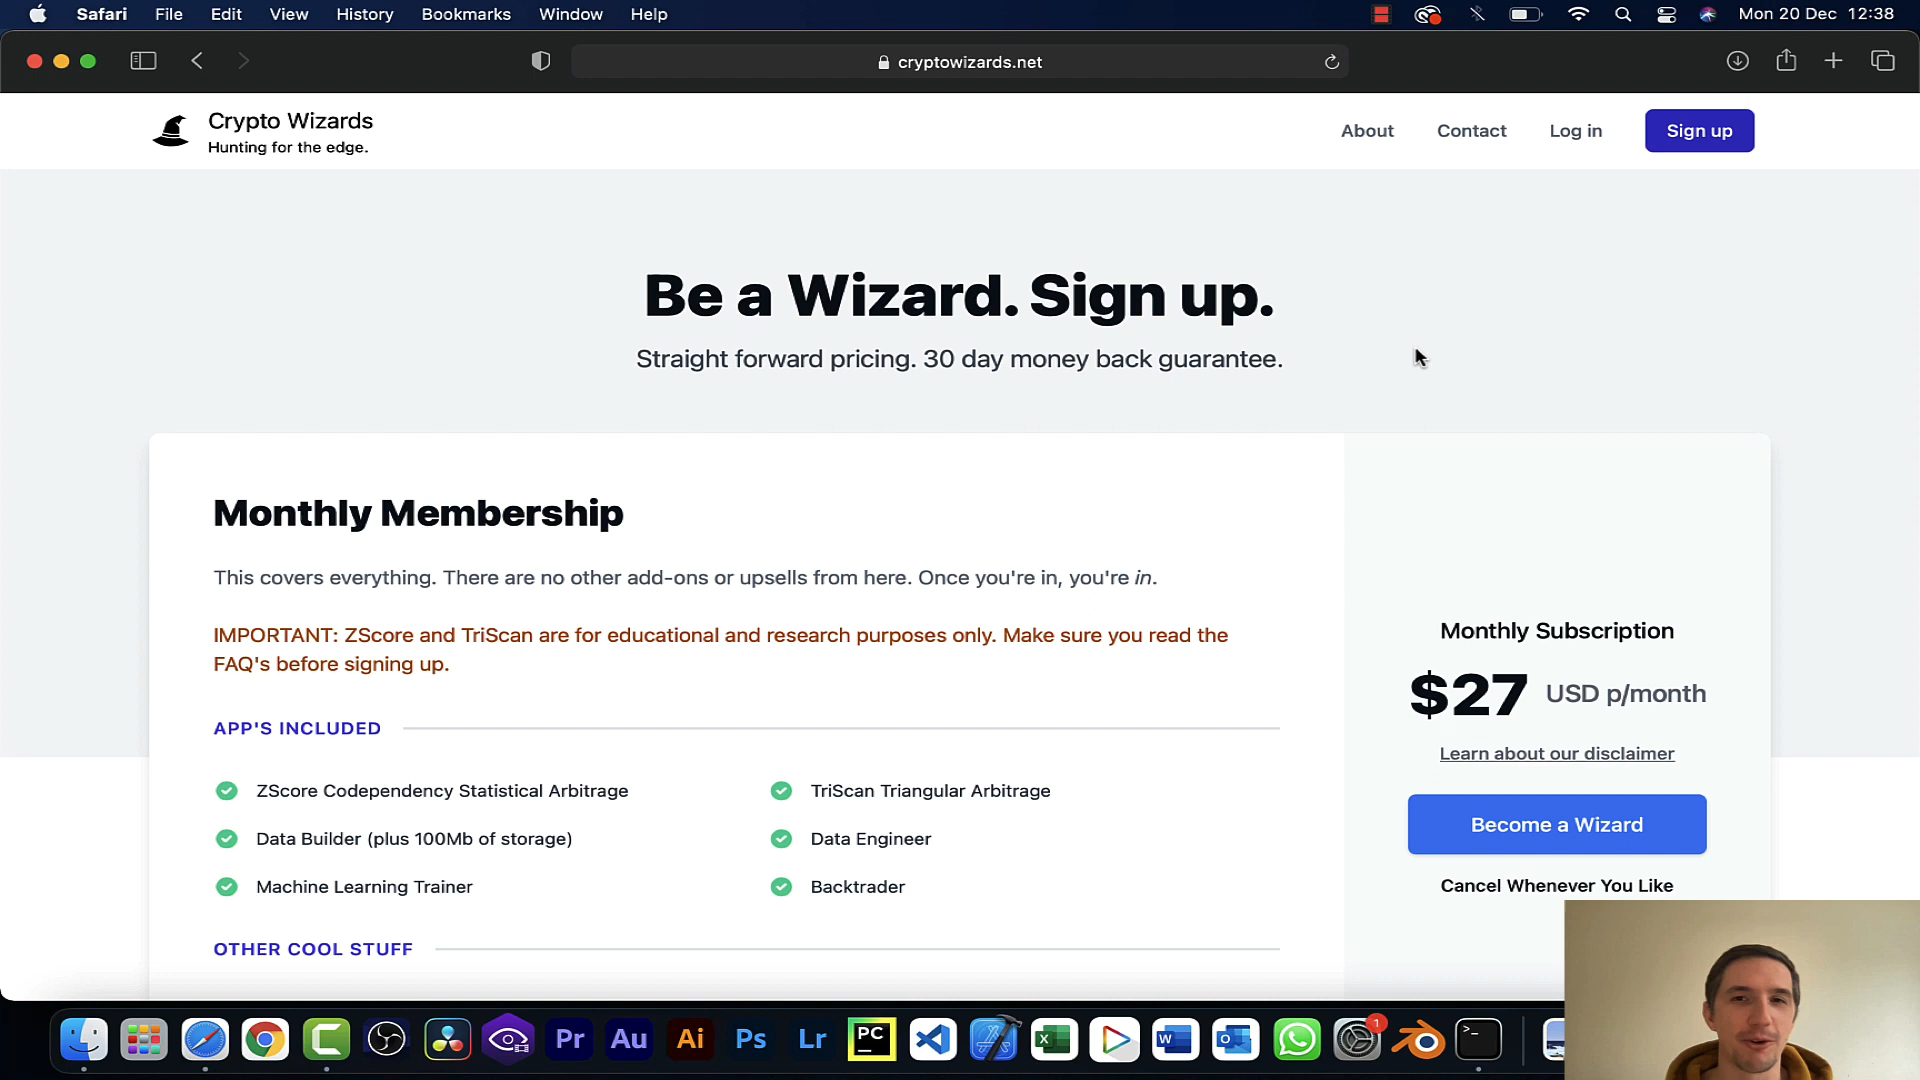 Safari File Edit View History Bookmarks Window Help
Mon 20 Dec 12:38
cryptowizards.net
Crypto Wizards
Hunting for the edge.
About Contact Log in Sign up
Be a Wizard. Sign up.
Straight forward pricing. 30 day money back guarantee.
Monthly Membership
This covers everything. There are no other add-ons or upsells from here. Once you're in, you're in.
IMPORTANT: ZScore and TriScan are for educational and research purposes only. Make sure you read the
FAQ's before signing up.
APP'S INCLUDED
ZScore Codependency Statistical Arbitrage
TriScan Triangular Arbitrage
Data Builder (plus 100Mb of storage)
Data Engineer
Machine Learning Trainer
Backtrader
OTHER COOL STUFF
Monthly Subscription
$27 USD p/month
Learn about our disclaimer
Become a Wizard
Cancel Whenever You Like
Pr Au Ai Ps Lr PC X W O 1 >_